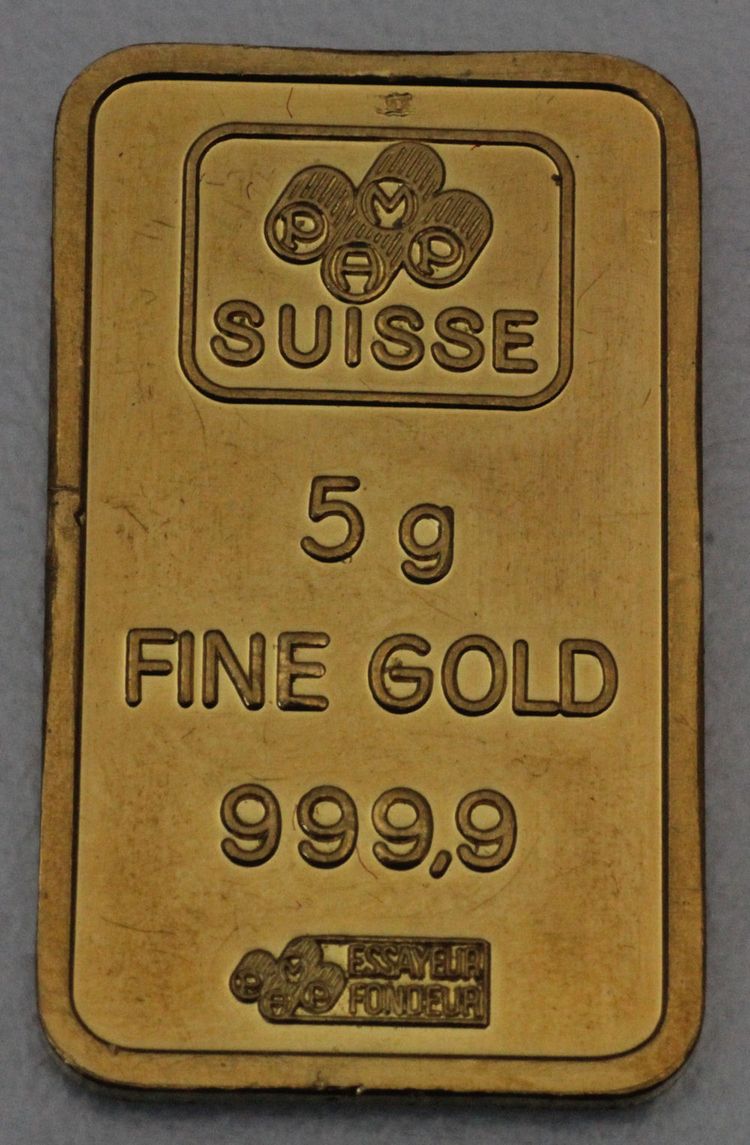 PAMP
SUISSE
5 g
FINE GOLD
999,9
PAMP ESSAYEUR
FONDEUR